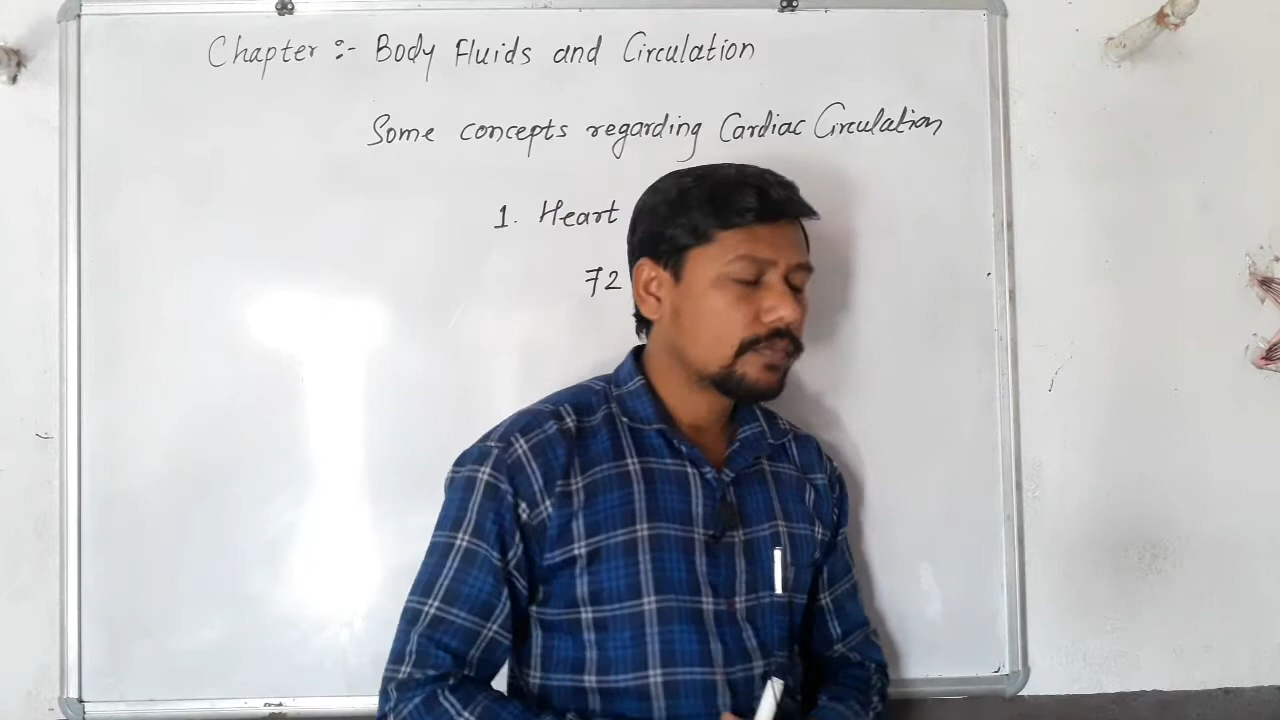 Chapter :- Body Fluids and Circulation
Some concepts regarding Cardiac Circulation
1. Heart
72